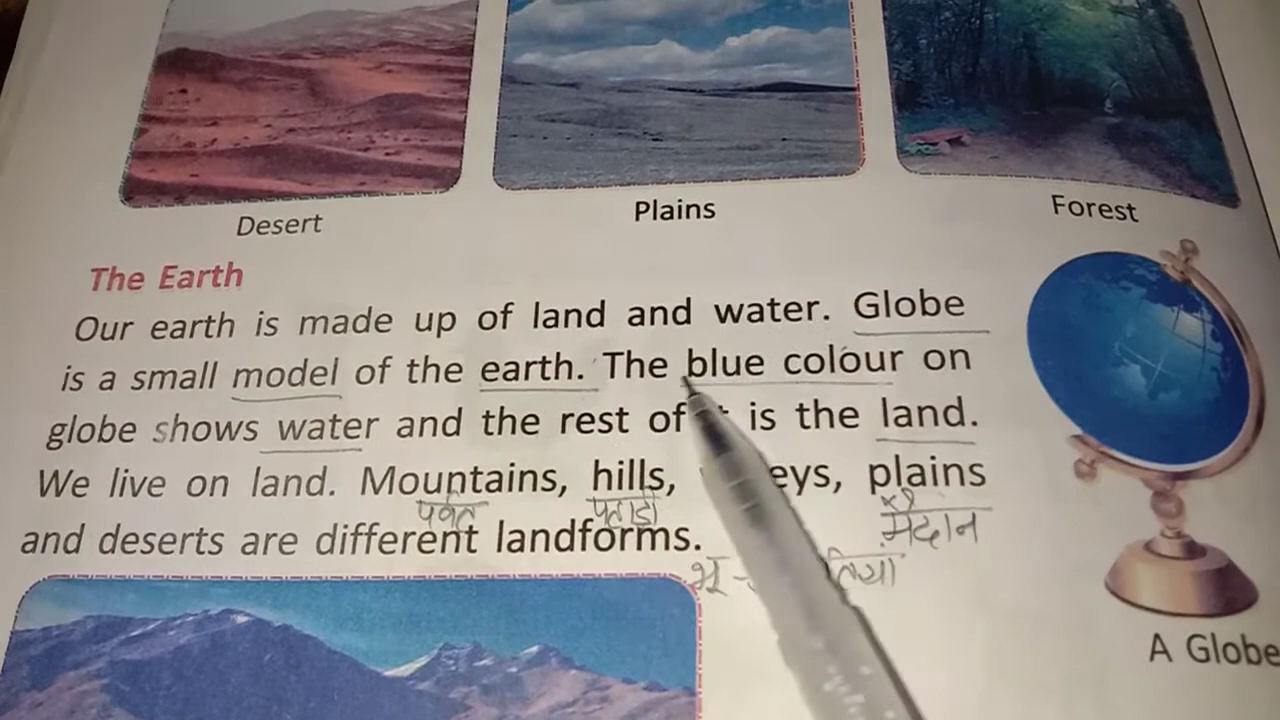 Desert
Plains
Forest
The Earth
Our earth is made up of land and water. Globe
is a small model of the earth. The blue colour on
globe shows water and the rest of is the land.
We live on land. Mountains, hills, plains
पर्वत पहाड़ी मैदान
and deserts are different landforms.
भू
A Globe